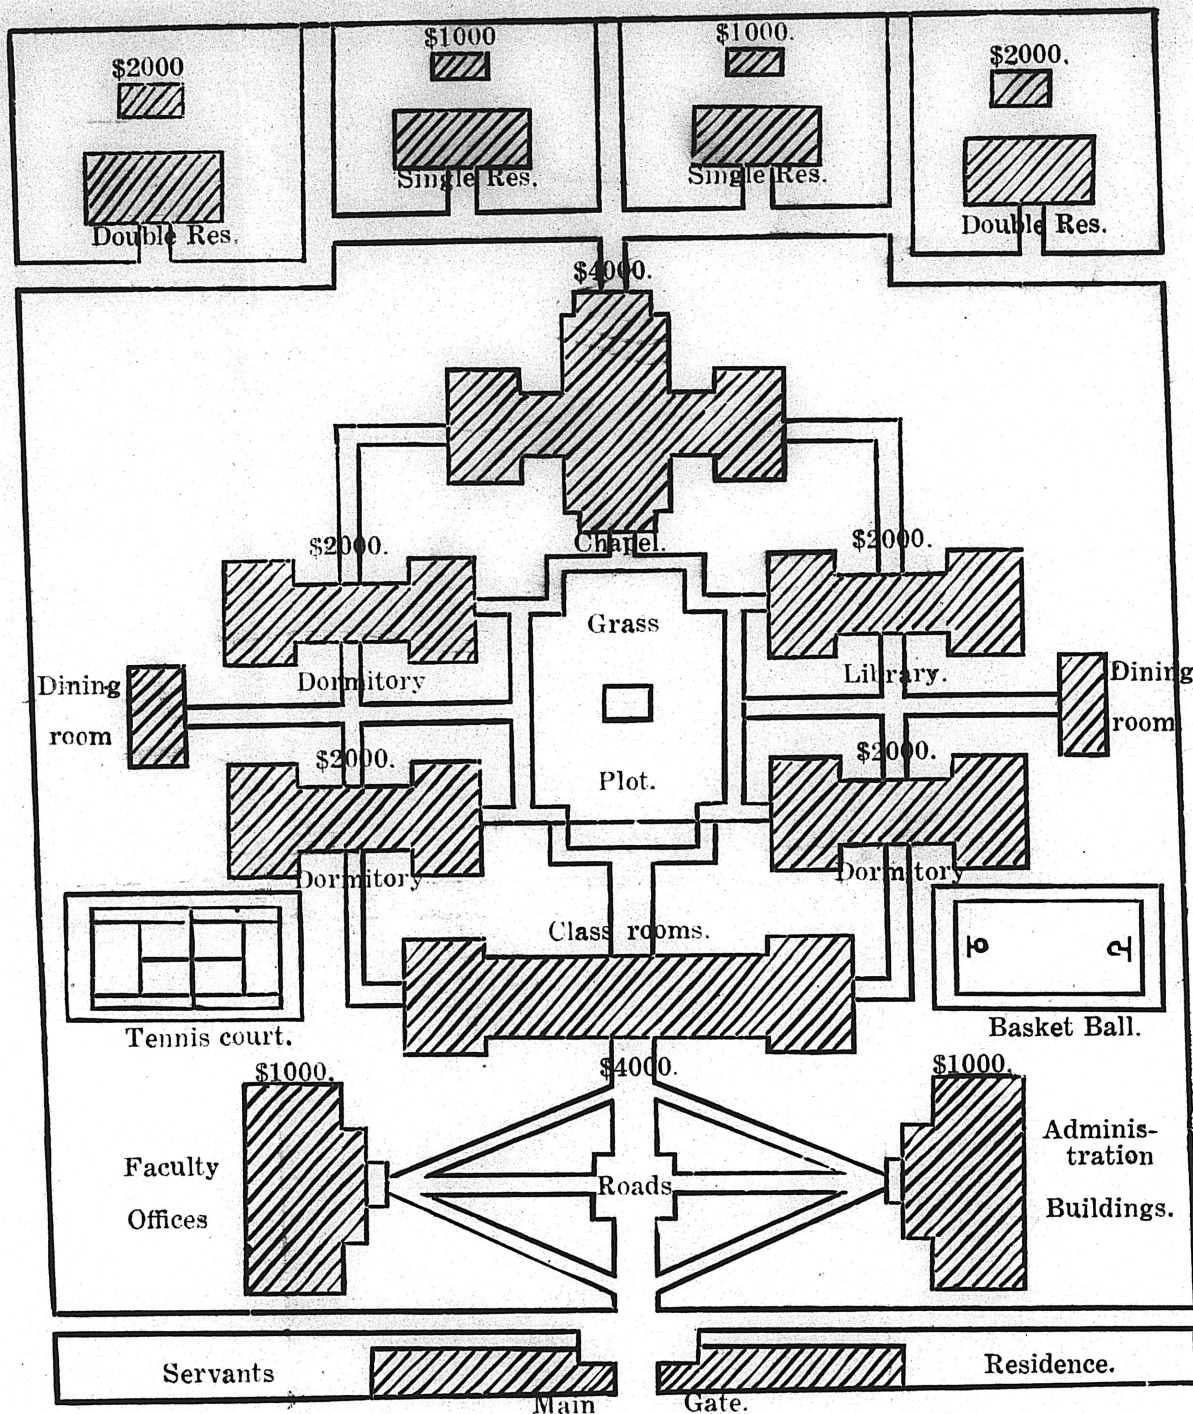 $2000
$1000
$1000.
$2000.
Single Res.
Single Res.
Double Res.
Double Res.
$4000.
Chapel.
$2000.
$2000.
Grass
Dormitory
Library.
Dining
room
Dining
room
$2000.
$2000.
Plot.
Dormitory
Dormitory
Class rooms.
Tennis court.
Basket Ball.
$1000.
$4000.
$1000.
Faculty
Offices
Roads
Adminis-
tration
Buildings.
Servants
Residence.
Main Gate.